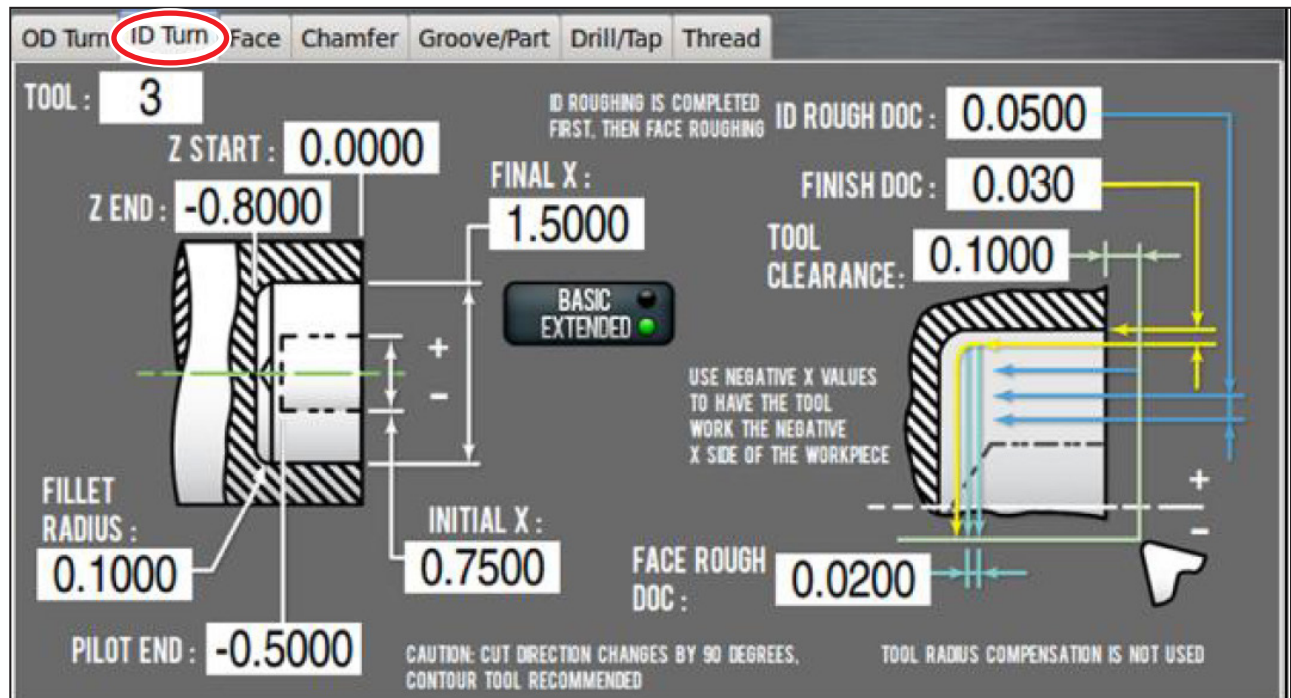 OD Turn ID Turn Face Chamfer Groove/Part Drill/Tap Thread
TOOL : 3
ID ROUGHING IS COMPLETED
FIRST, THEN FACE ROUGHING
ID ROUGH DOC : 0.0500
Z START : 0.0000
FINAL X :
1.5000
FINISH DOC : 0.030
Z END : -0.8000
TOOL
CLEARANCE: 0.1000
BASIC
EXTENDED
+
-
USE NEGATIVE X VALUES
TO HAVE THE TOOL
WORK THE NEGATIVE
X SIDE OF THE WORKPIECE
+
-
FILLET
RADIUS :
0.1000
INITIAL X :
0.7500
FACE ROUGH
DOC :
0.0200
PILOT END : -0.5000
CAUTION: CUT DIRECTION CHANGES BY 90 DEGREES,
CONTOUR TOOL RECOMMENDED
TOOL RADIUS COMPENSATION IS NOT USED